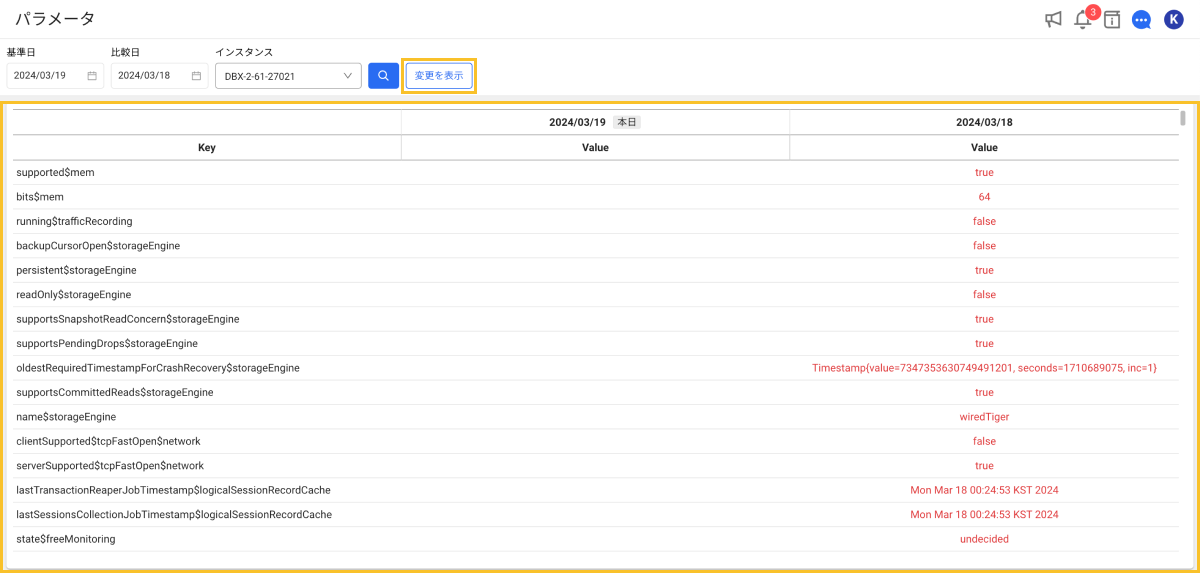 パラメータ
3
K
基準日 比較日 インスタンス
2024/03/19 2024/03/18 DBX-2-61-27021 変更を表示
2024/03/19 本日 2024/03/18
Key Value Value
supported$mem true
bits$mem 64
running$trafficRecording false
backupCursorOpen$storageEngine false
persistent$storageEngine true
readOnly$storageEngine false
supportsSnapshotReadConcern$storageEngine true
supportsPendingDrops$storageEngine true
oldestRequiredTimestampForCrashRecovery$storageEngine Timestamp{value=7347353630749491201, seconds=1710689075, inc=1}
supportsCommittedReads$storageEngine true
name$storageEngine wiredTiger
clientSupported$tcpFastOpen$network false
serverSupported$tcpFastOpen$network true
lastTransactionReaperJobTimestamp$logicalSessionRecordCache Mon Mar 18 00:24:53 KST 2024
lastSessionsCollectionJobTimestamp$logicalSessionRecordCache Mon Mar 18 00:24:53 KST 2024
state$freeMonitoring undecided